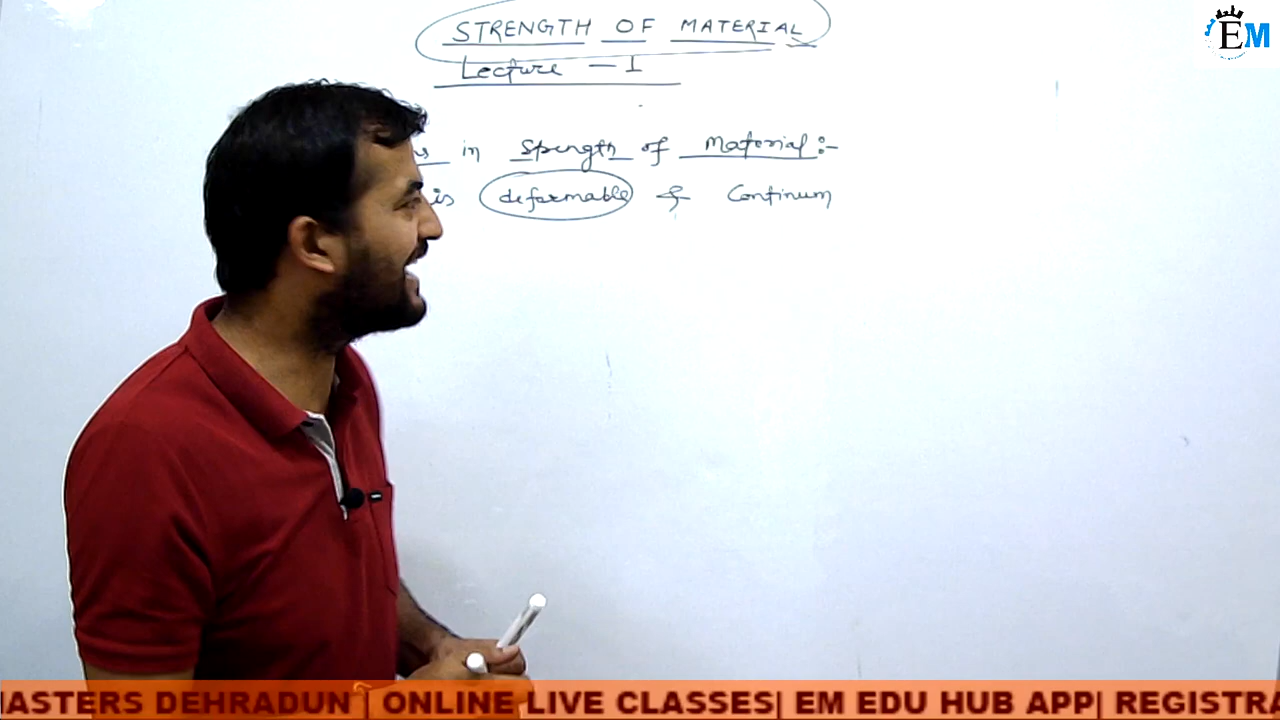 STRENGTH OF MATERIAL
Lecture - I
in Strength of Material:-
is deformable & Continum
EM
MASTERS DEHRADUN | ONLINE LIVE CLASSES| EM EDU HUB APP| REGISTRA